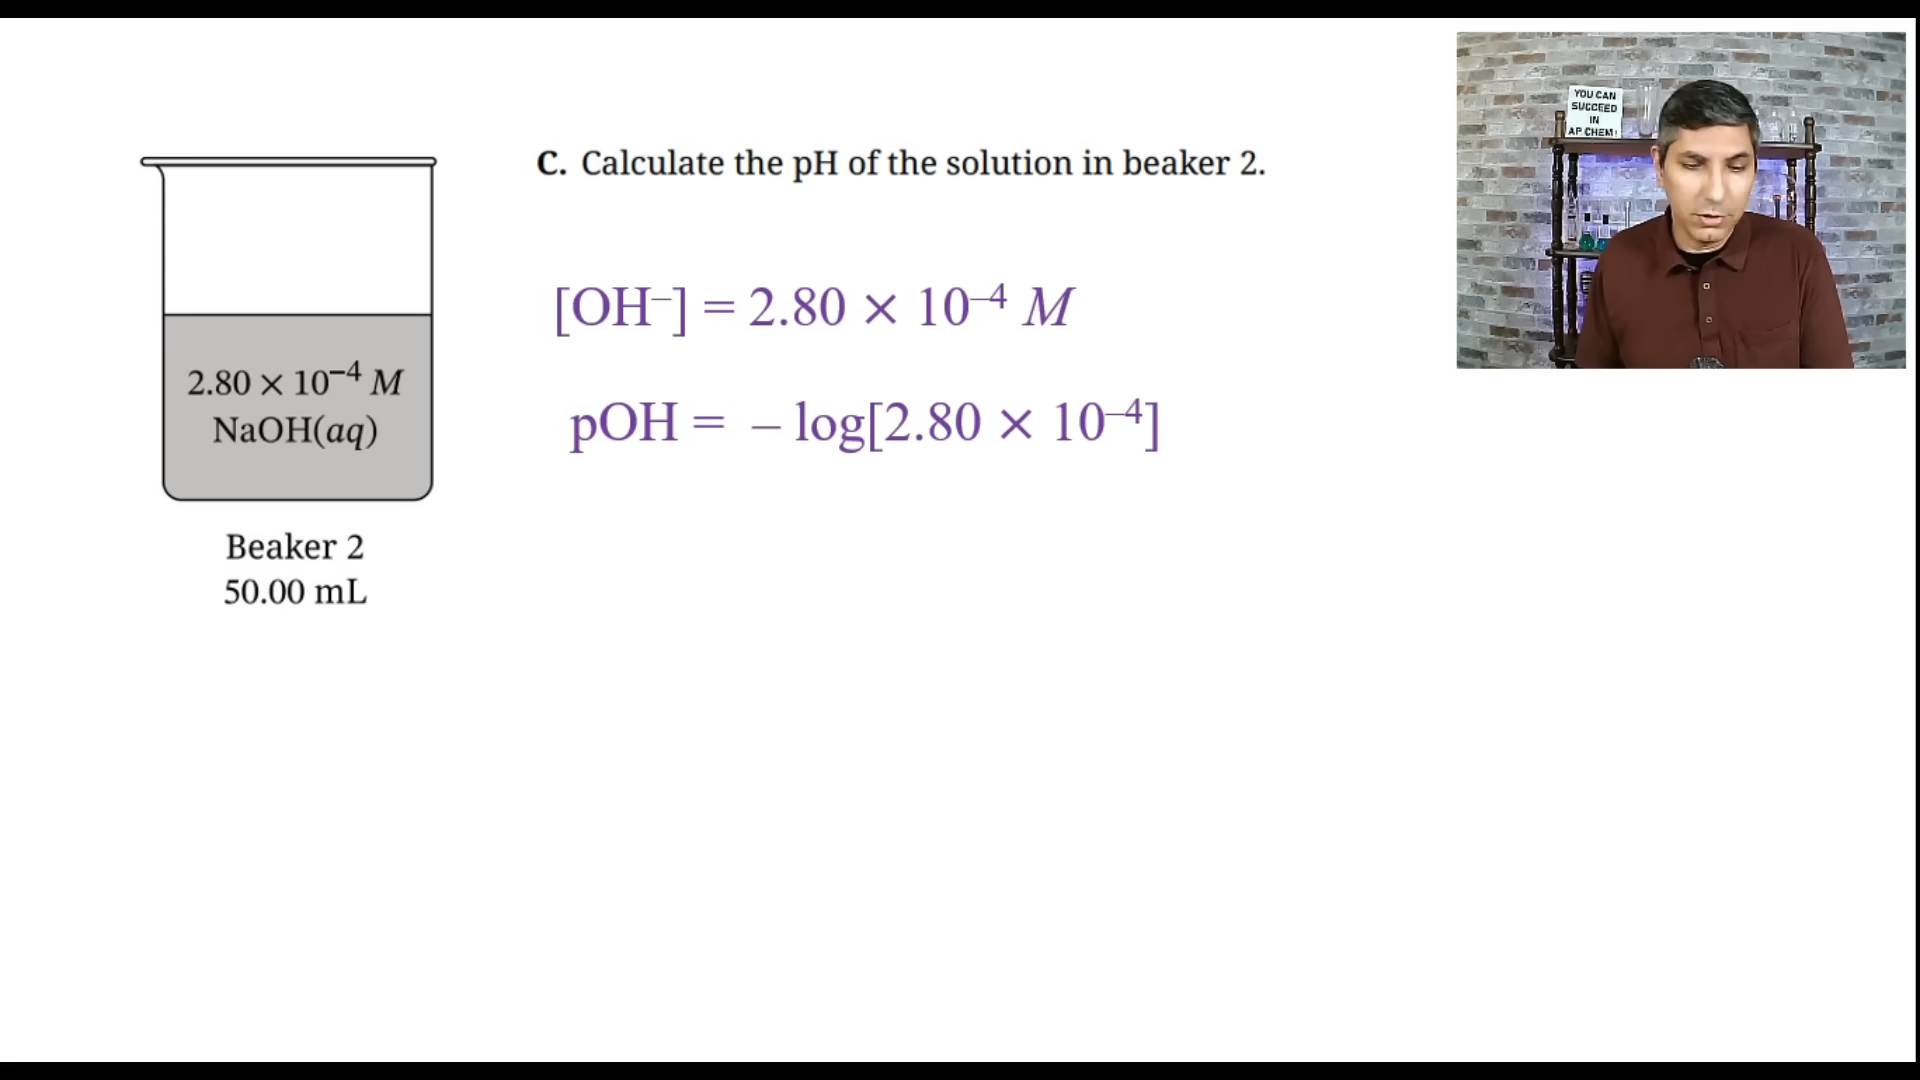 C. Calculate the pH of the solution in beaker 2.
[OH⁻] = 2.80 × 10⁻⁴ M
pOH = – log[2.80 × 10⁻⁴]
2.80 × 10⁻⁴ M
NaOH(aq)
Beaker 2
50.00 mL
YOU CAN
SUCCEED
IN
AP CHEM!